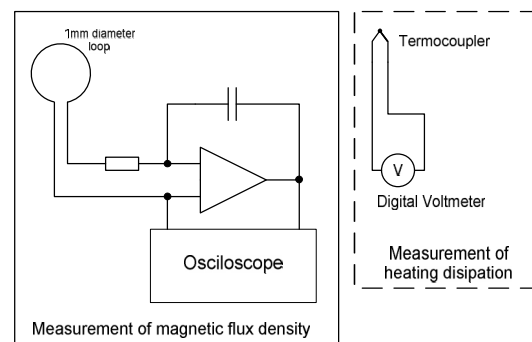 1mm diameter
loop
Osciloscope
Measurement of magnetic flux density
Termocoupler
V
Digital Voltmeter
Measurement of
heating disipation